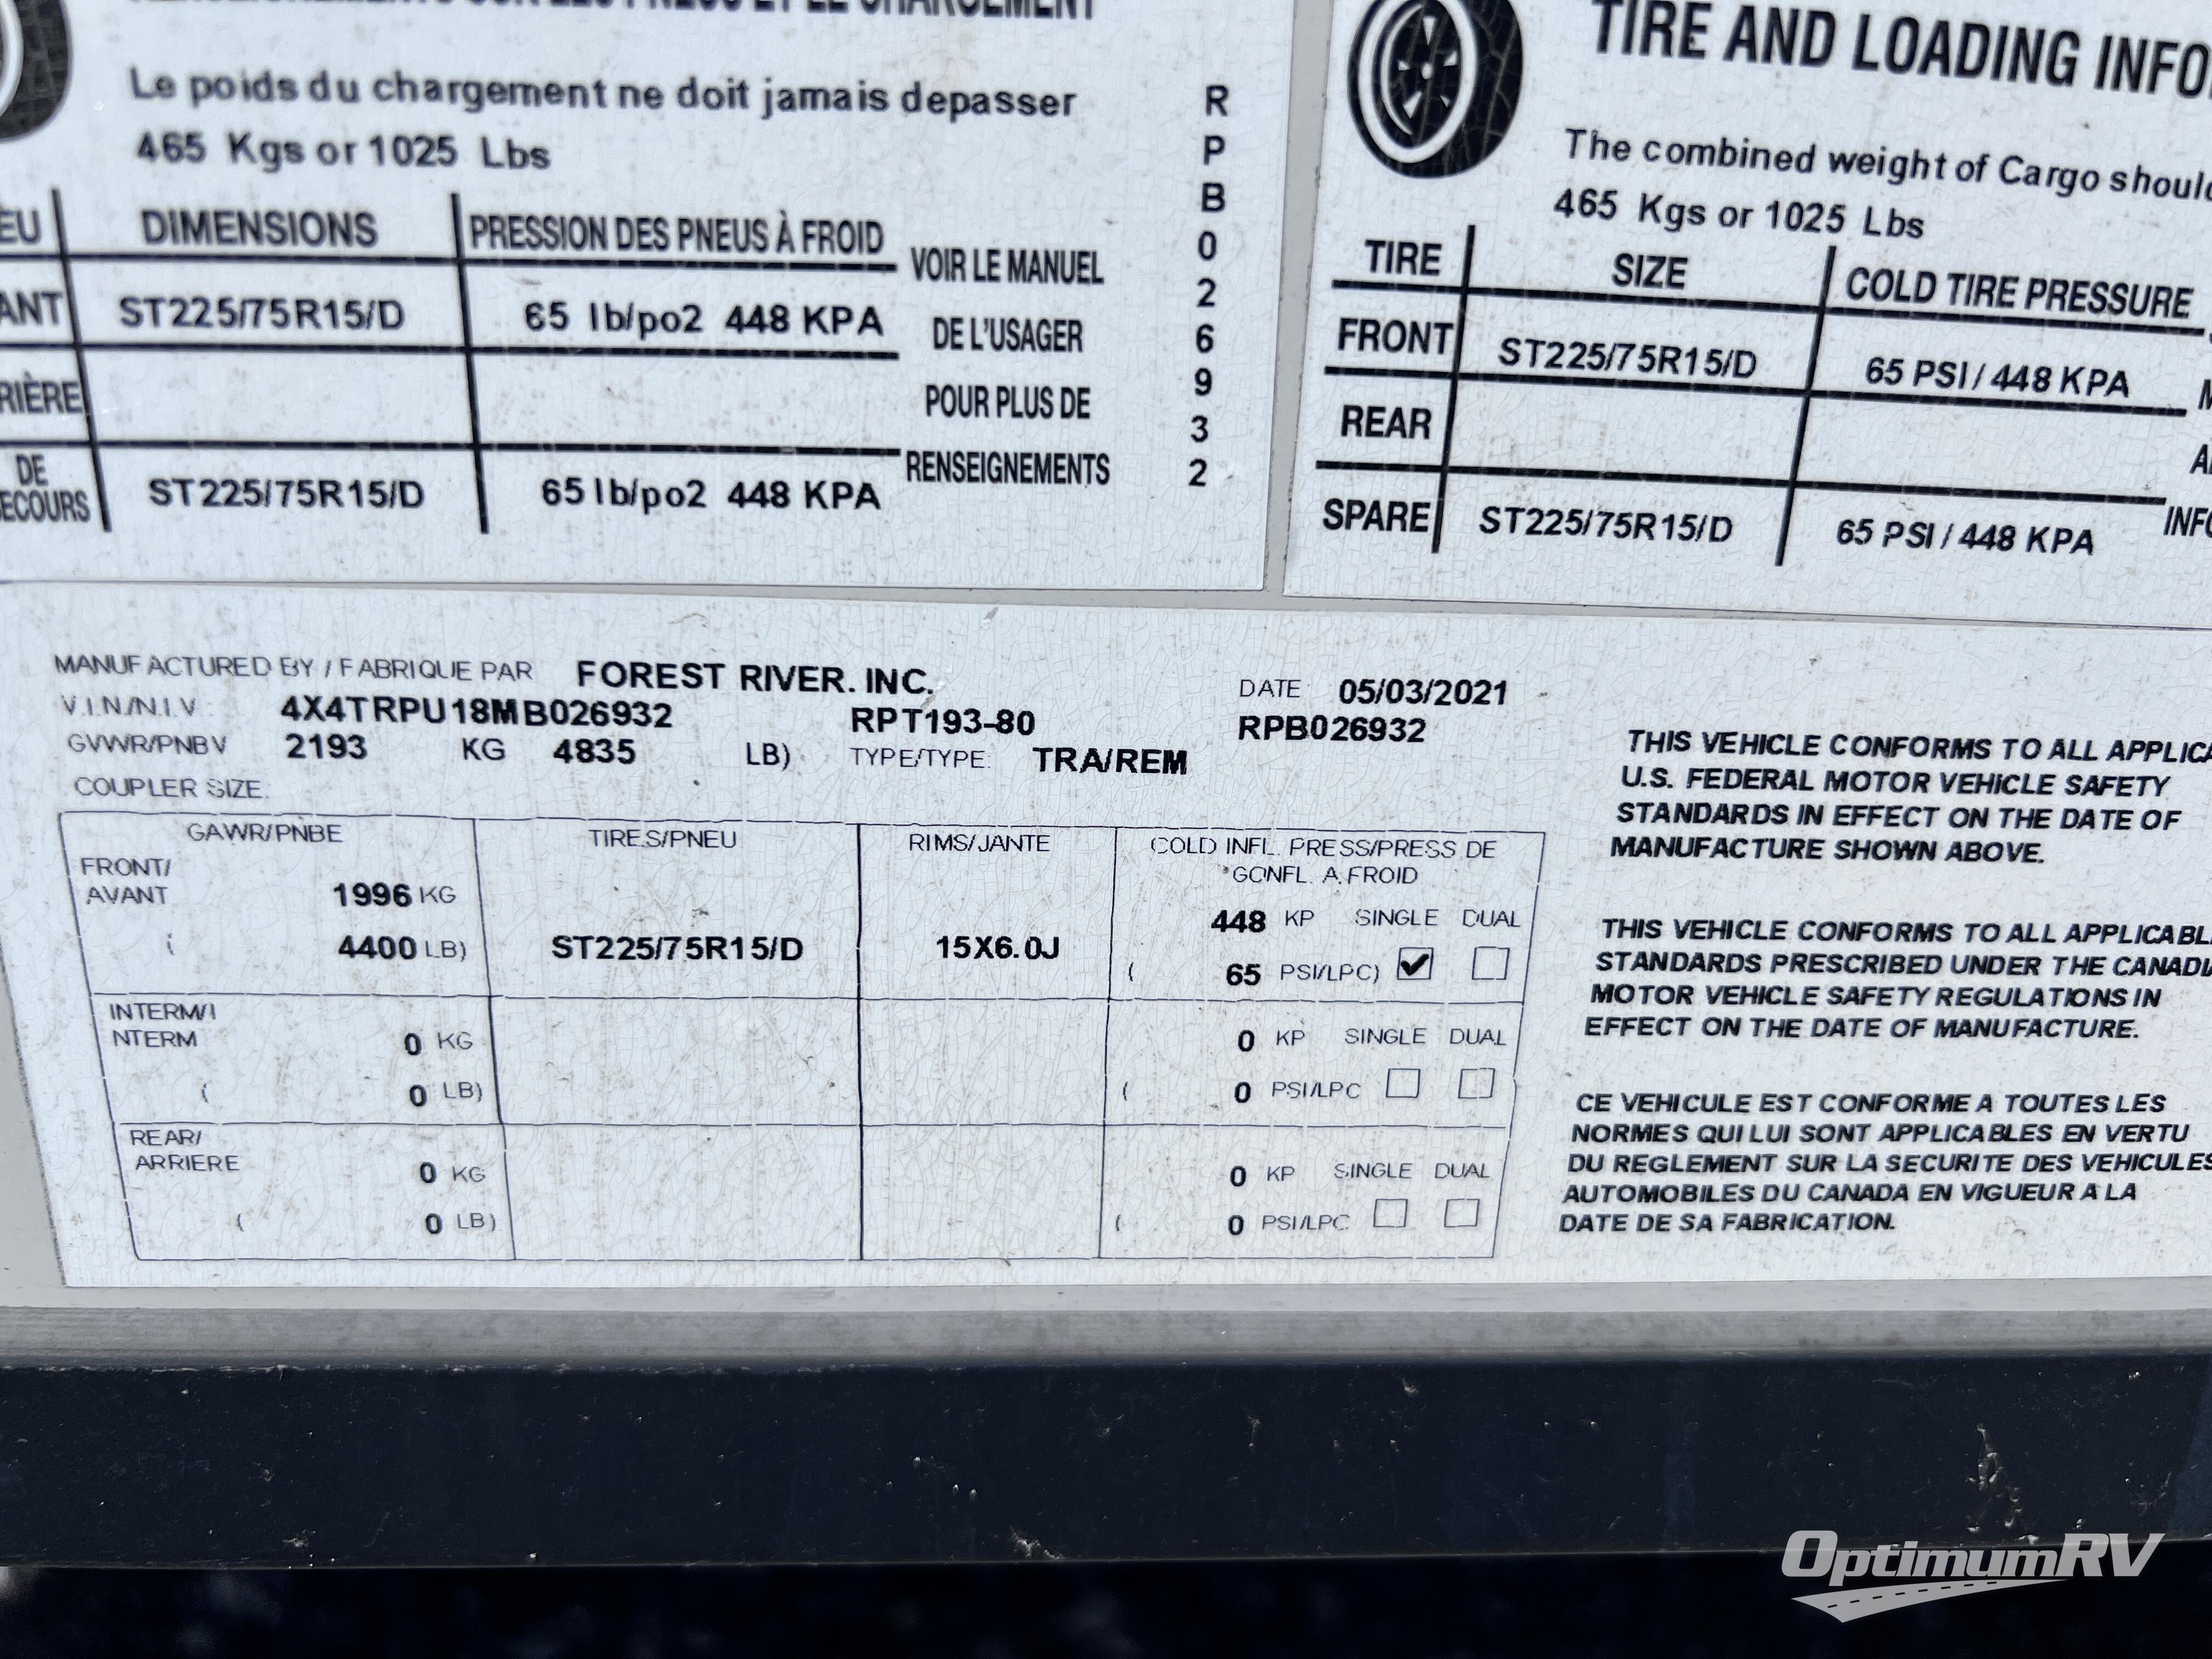 Le poids du chargement ne doit jamais depasser
465 Kgs or 1025 Lbs
DIMENSIONS PRESSION DES PNEUS À FROID
ST225/75R15/D 65 lb/po2 448 KPA
DE
ST225/75R15/D 65 lb/po2 448 KPA
VOIR LE MANUEL
DE L'USAGER
POUR PLUS DE
RENSEIGNEMENTS
R
P
B
0
2
6
9
3
2
TIRE AND LOADING INFO
The combined weight of Cargo should
465 Kgs or 1025 Lbs
TIRE SIZE COLD TIRE PRESSURE
FRONT ST225/75R15/D 65 PSI / 448 KPA
REAR
SPARE ST225/75R15/D 65 PSI / 448 KPA
INFO
MANUFACTURED BY / FABRIQUE PAR FOREST RIVER. INC. DATE 05/03/2021
V.I.N./N.I.V.: 4X4TRPU18MB026932 RPT193-80 RPB026932
GVWR/PNBV 2193 KG 4835 LB) TYPE/TYPE: TRA/REM
COUPLER SIZE:
GAWR/PNBE TIRES/PNEU RIMS/JANTE COLD INFL. PRESS/PRESS DE
GONFL. A. FROID
FRONT/
AVANT 1996 KG 448 KP SINGLE DUAL
( 4400 LB) ST225/75R15/D 15X6.0J ( 65 PSI/LPC) ✓
INTERM/I
NTERM 0 KG 0 KP SINGLE DUAL
( 0 LB) ( 0 PSI/LPC
REAR/
ARRIERE 0 KG 0 KP SINGLE DUAL
( 0 LB) ( 0 PSI/LPC
THIS VEHICLE CONFORMS TO ALL APPLICA
U.S. FEDERAL MOTOR VEHICLE SAFETY
STANDARDS IN EFFECT ON THE DATE OF
MANUFACTURE SHOWN ABOVE.
THIS VEHICLE CONFORMS TO ALL APPLICABLE
STANDARDS PRESCRIBED UNDER THE CANADI
MOTOR VEHICLE SAFETY REGULATIONS IN
EFFECT ON THE DATE OF MANUFACTURE.
CE VEHICULE EST CONFORME A TOUTES LES
NORMES QUI LUI SONT APPLICABLES EN VERTU
DU REGLEMENT SUR LA SECURITE DES VEHICULES
AUTOMOBILES DU CANADA EN VIGUEUR A LA
DATE DE SA FABRICATION.
OptimumRV